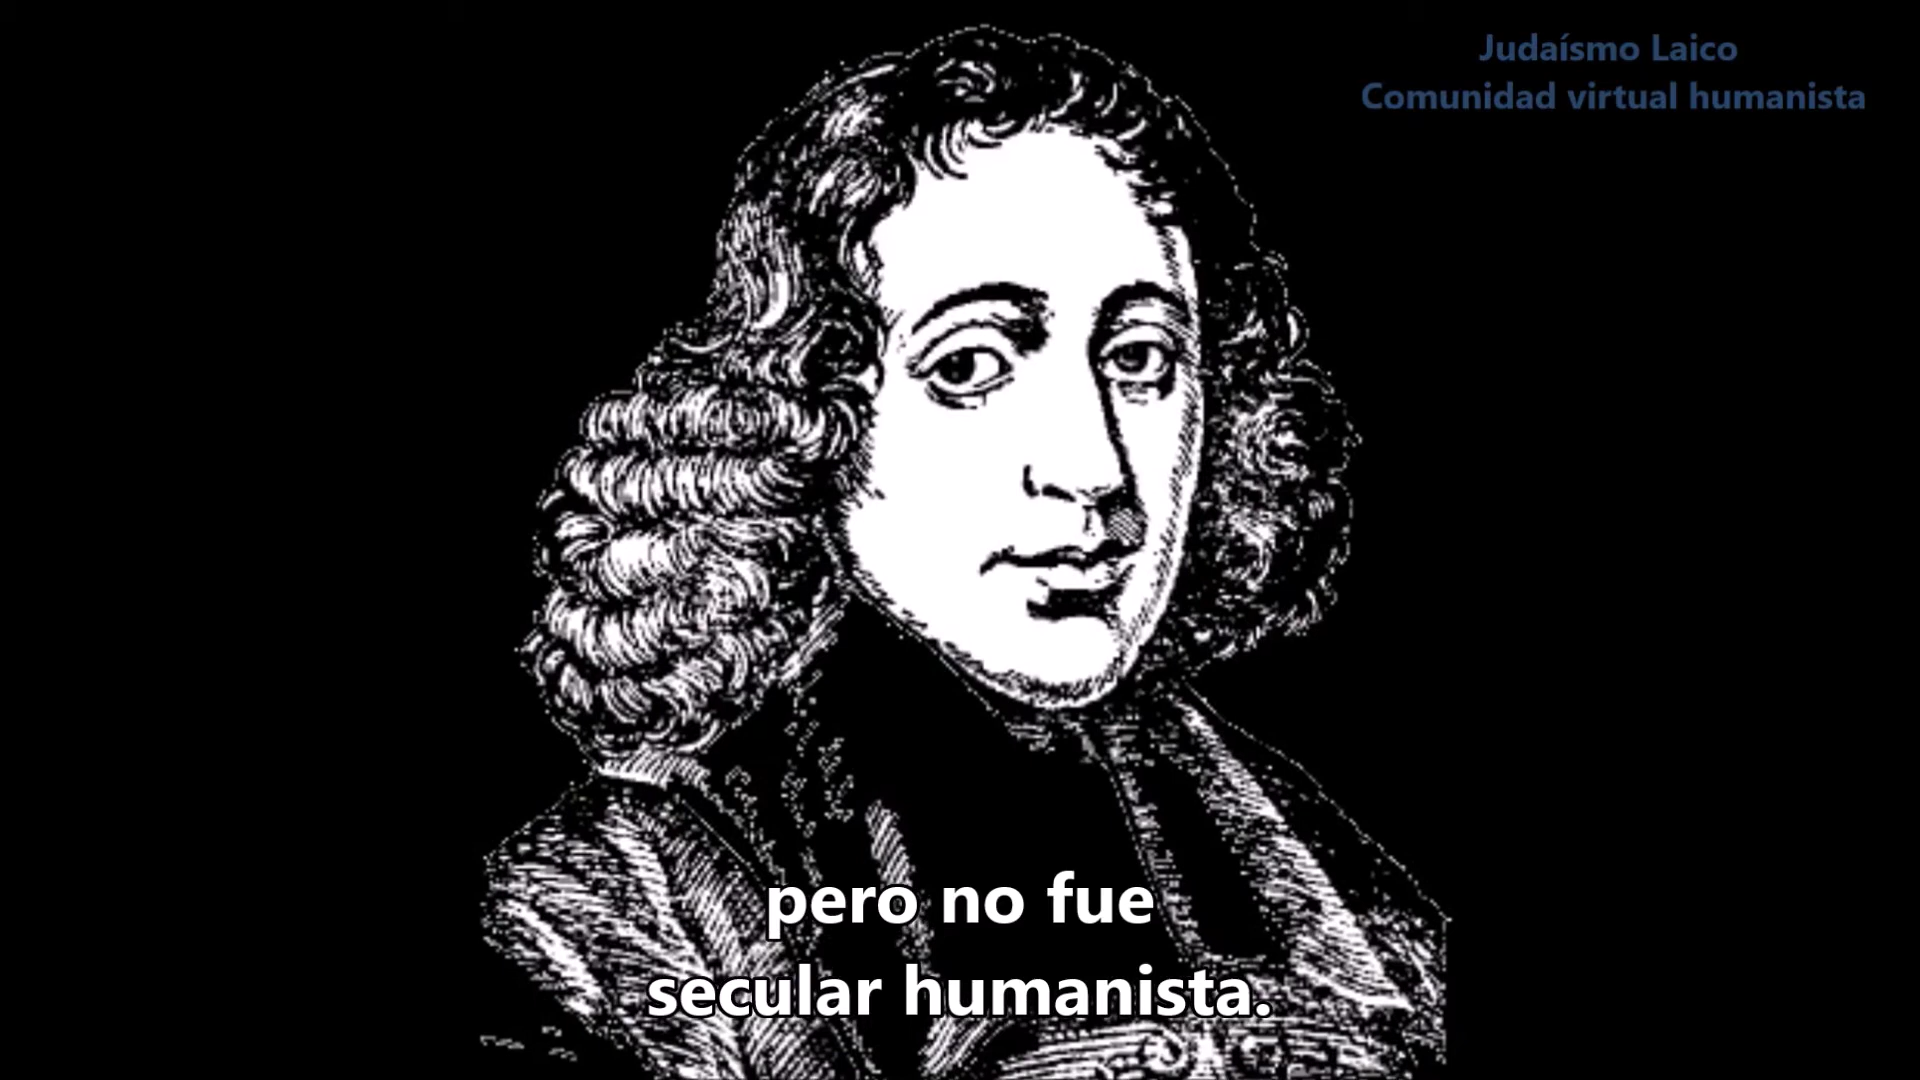 Judaísmo Laico
Comunidad virtual humanista
pero no fue
secular humanista.